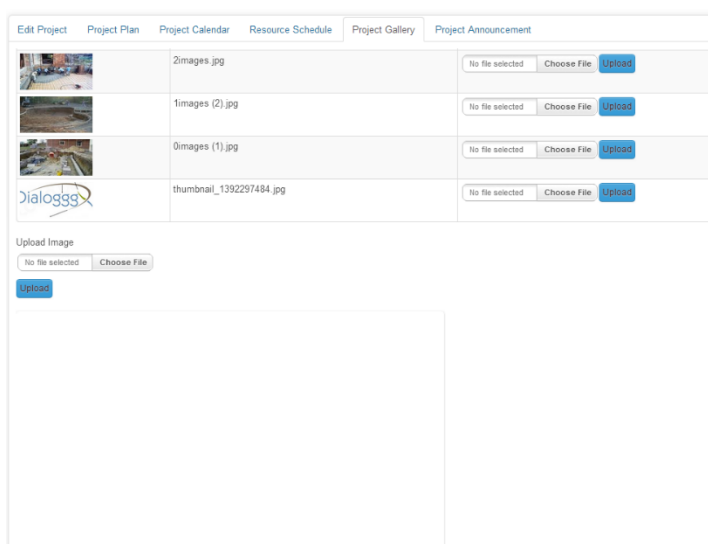 Edit Project Project Plan Project Calendar Resource Schedule Project Gallery Project Announcement
2images.jpg No file selected Choose File Upload
1images (2).jpg No file selected Choose File Upload
0images (1).jpg No file selected Choose File Upload
Dialoggg thumbnail_1392297484.jpg No file selected Choose File Upload
Upload Image
No file selected Choose File
Upload